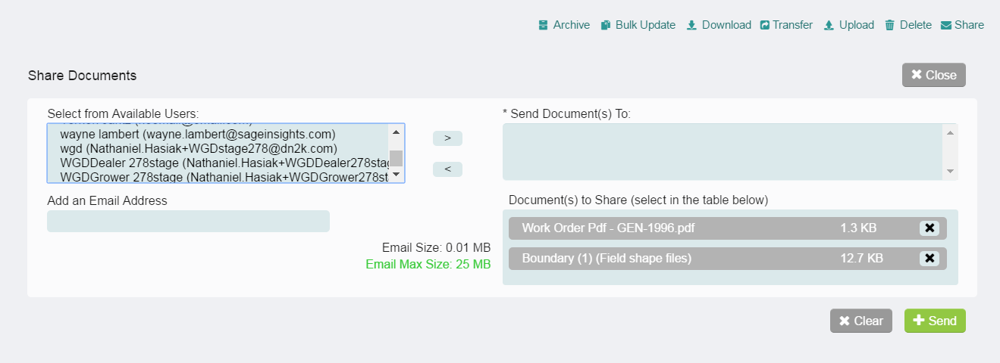 Archive Bulk Update Download Transfer Upload Delete Share
Share Documents
Close
Select from Available Users:
wayne lambert (wayne.lambert@sageinsights.com)
wgd (Nathaniel.Hasiak+WGDstage278@dn2k.com)
WGDDealer 278stage (Nathaniel.Hasiak+WGDDealer278stag
WGDGrower 278stage (Nathaniel.Hasiak+WGDGrower278st
>
<
* Send Document(s) To:
Add an Email Address
Email Size: 0.01 MB
Email Max Size: 25 MB
Document(s) to Share (select in the table below)
Work Order Pdf - GEN-1996.pdf 1.3 KB
Boundary (1) (Field shape files) 12.7 KB
Clear
Send